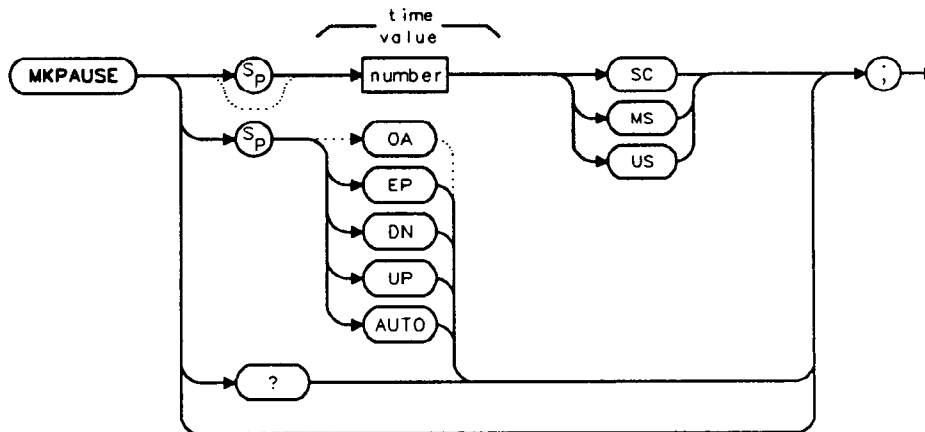 time
value
MKPAUSE
SP
number
SC
;
MS
US
SP
OA
EP
DN
UP
AUTO
?